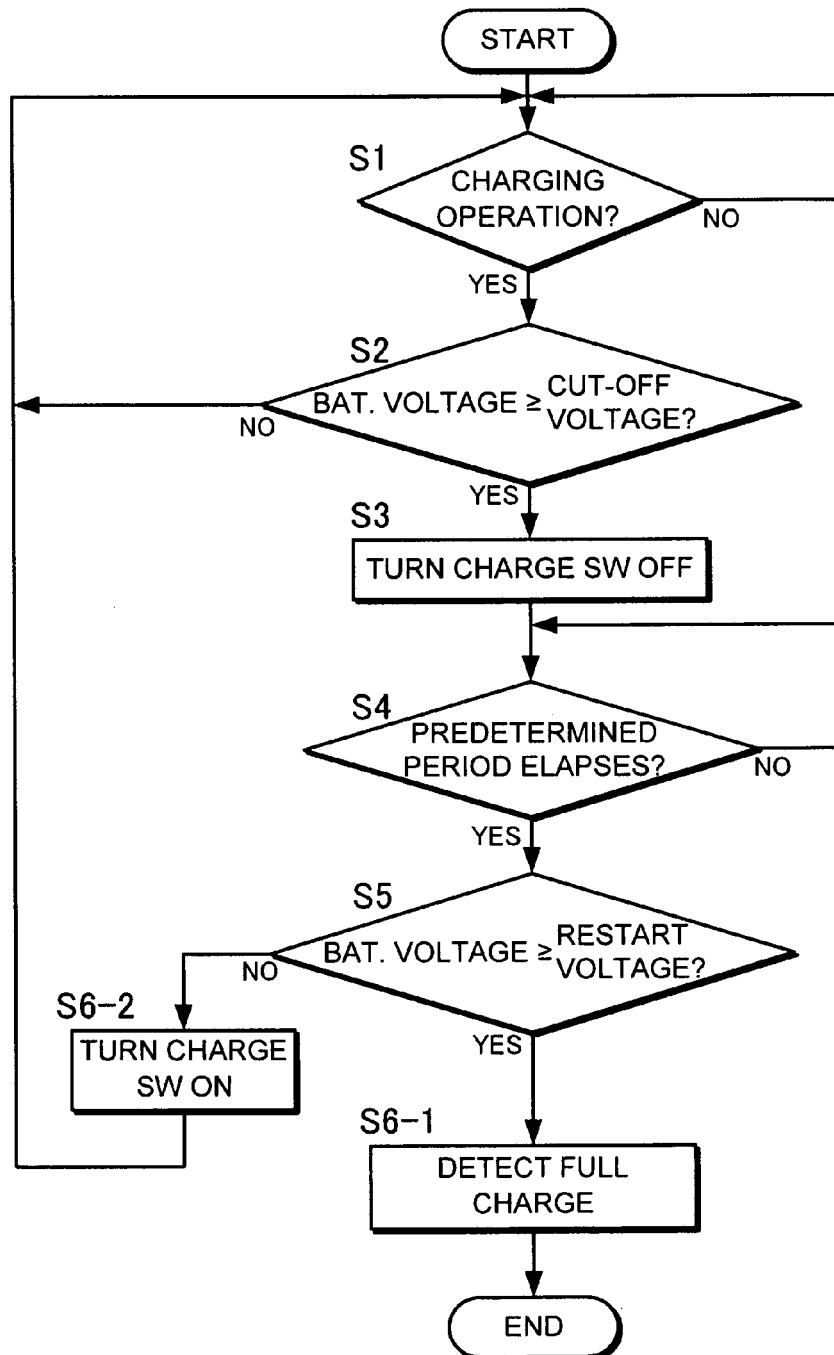 START
S1
CHARGING
OPERATION?
NO
YES
S2
BAT. VOLTAGE ≥ CUT-OFF
VOLTAGE?
NO
YES
S3
TURN CHARGE SW OFF
S4
PREDETERMINED
PERIOD ELAPSES?
NO
YES
S5
BAT. VOLTAGE ≥ RESTART
VOLTAGE?
NO
YES
S6-2
TURN CHARGE
SW ON
S6-1
DETECT FULL
CHARGE
END